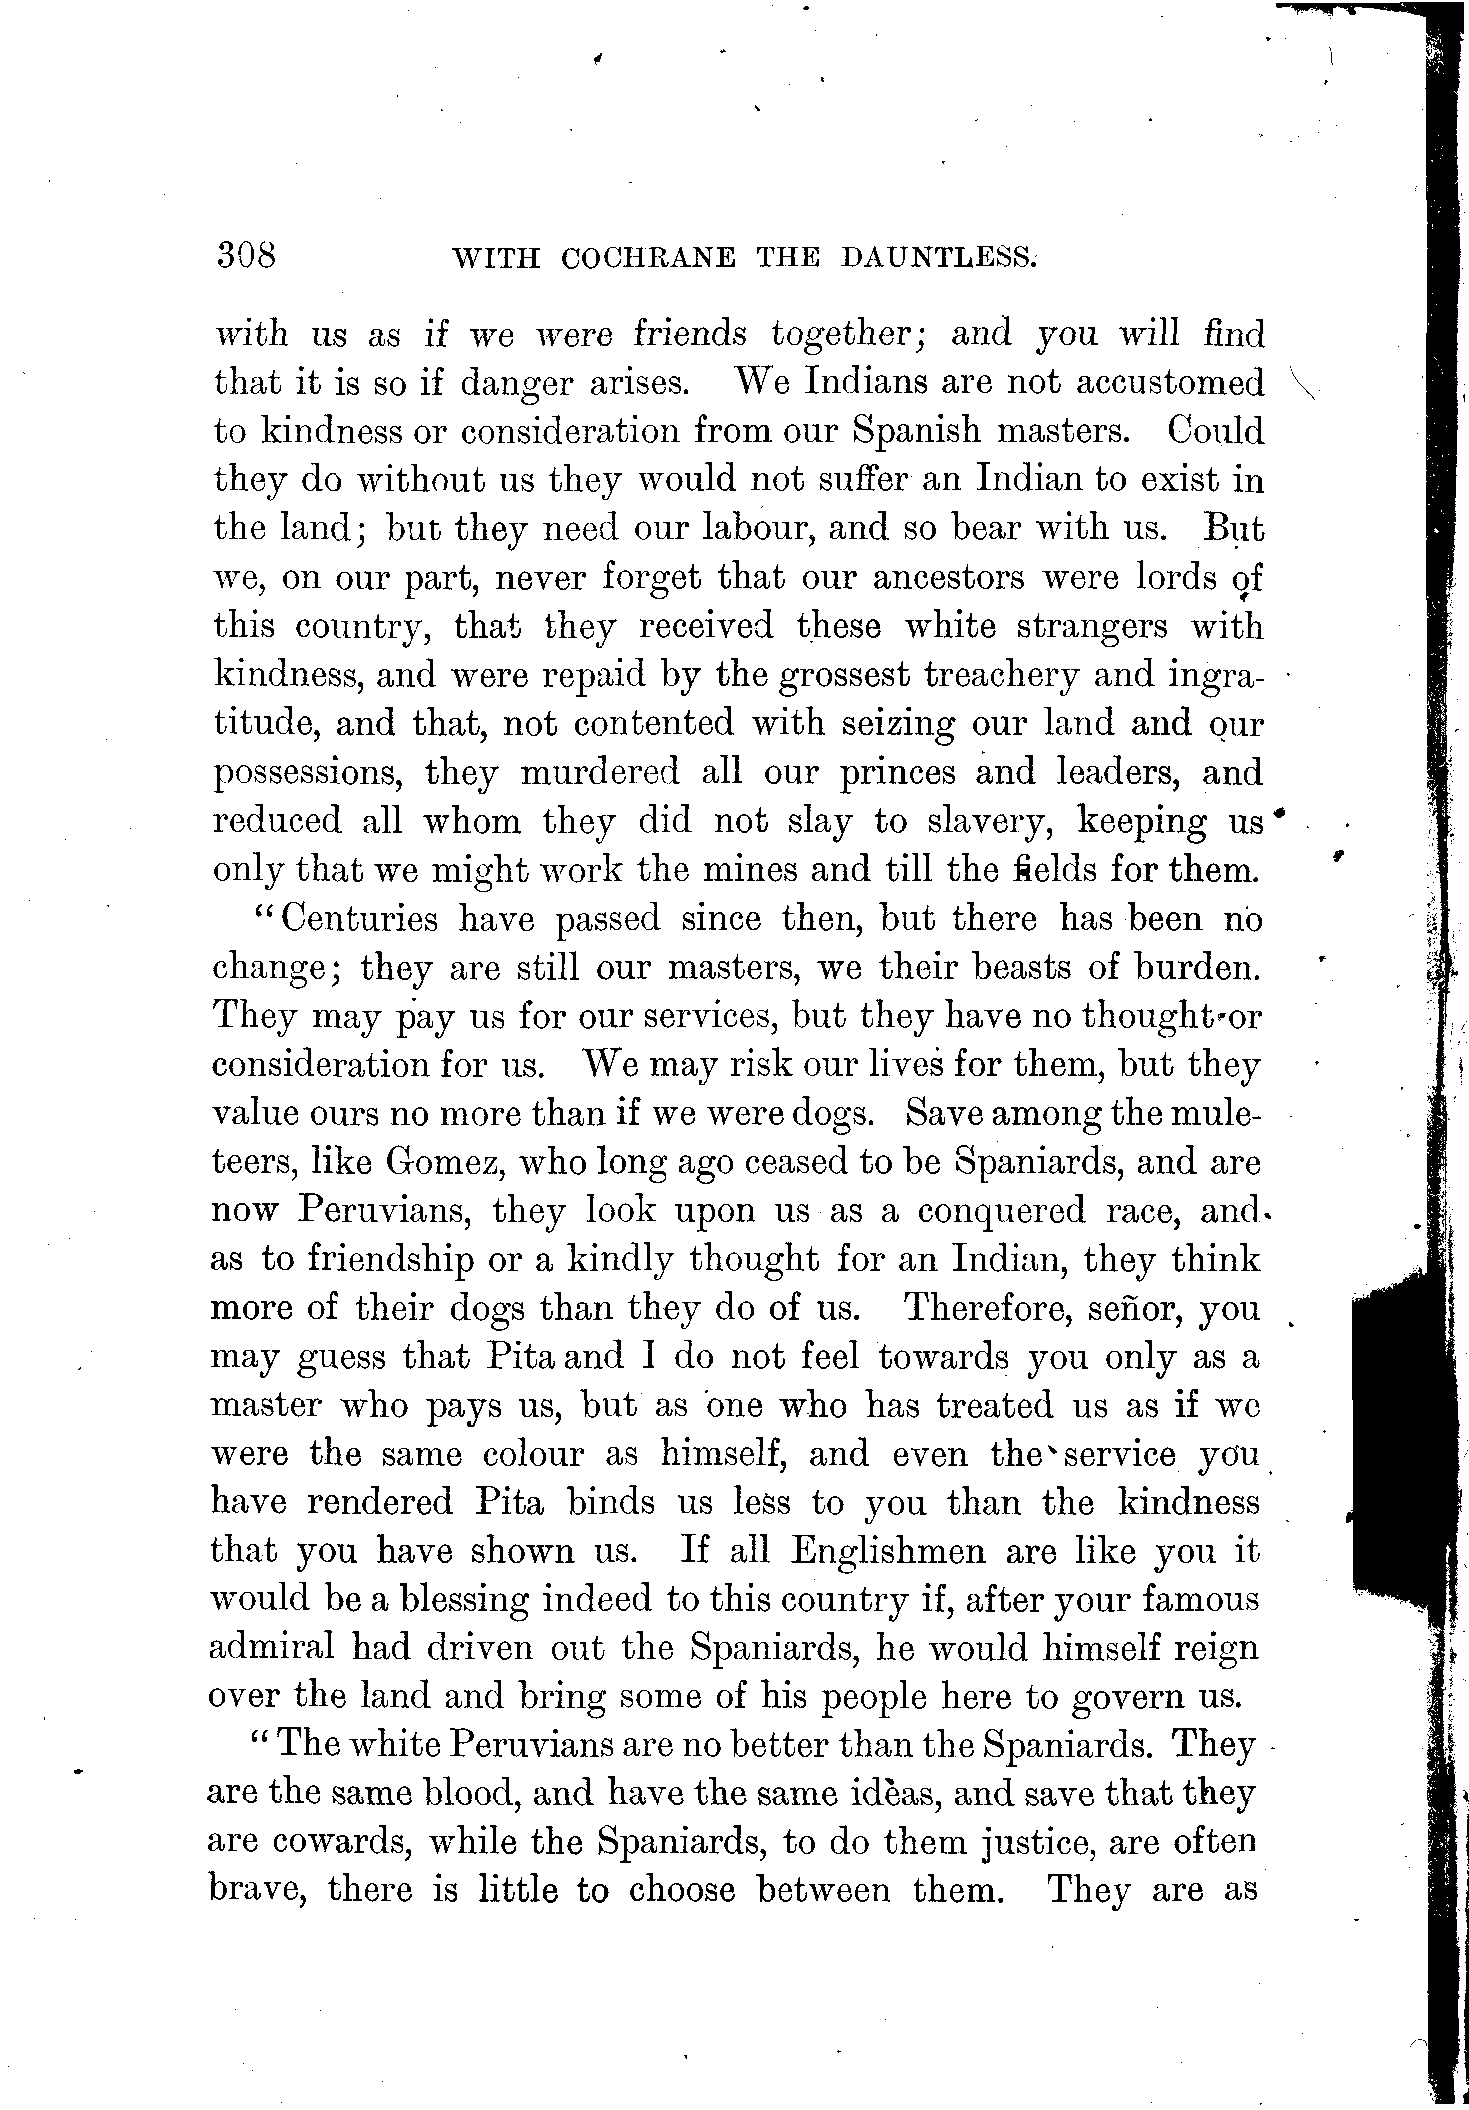 308 WITH COCHRANE THE DAUNTLESS.
with us as if we were friends together; and you will find
that it is so if danger arises. We Indians are not accustomed
to kindness or consideration from our Spanish masters. Could
they do without us they would not suffer an Indian to exist in
the land; but they need our labour, and so bear with us. But
we, on our part, never forget that our ancestors were lords of
this country, that they received these white strangers with
kindness, and were repaid by the grossest treachery and ingra-
titude, and that, not contented with seizing our land and our
possessions, they murdered all our princes and leaders, and
reduced all whom they did not slay to slavery, keeping us
only that we might work the mines and till the fields for them.
"Centuries have passed since then, but there has been no
change; they are still our masters, we their beasts of burden.
They may pay us for our services, but they have no thought or
consideration for us. We may risk our lives for them, but they
value ours no more than if we were dogs. Save among the mule-
teers, like Gomez, who long ago ceased to be Spaniards, and are
now Peruvians, they look upon us as a conquered race, and
as to friendship or a kindly thought for an Indian, they think
more of their dogs than they do of us. Therefore, señor, you
may guess that Pita and I do not feel towards you only as a
master who pays us, but as one who has treated us as if we
were the same colour as himself, and even the service you
have rendered Pita binds us less to you than the kindness
that you have shown us. If all Englishmen are like you it
would be a blessing indeed to this country if, after your famous
admiral had driven out the Spaniards, he would himself reign
over the land and bring some of his people here to govern us.
"The white Peruvians are no better than the Spaniards. They
are the same blood, and have the same ideas, and save that they
are cowards, while the Spaniards, to do them justice, are often
brave, there is little to choose between them. They are as